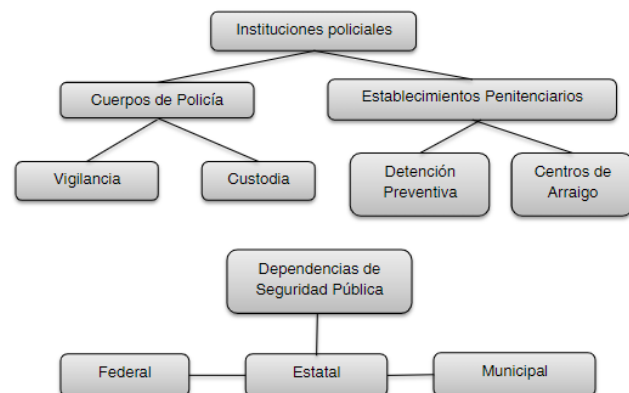 Instituciones policiales
Cuerpos de Policía
Establecimientos Penitenciarios
Vigilancia
Custodia
Detención
Preventiva
Centros de
Arraigo
Dependencias de
Seguridad Pública
Federal
Estatal
Municipal